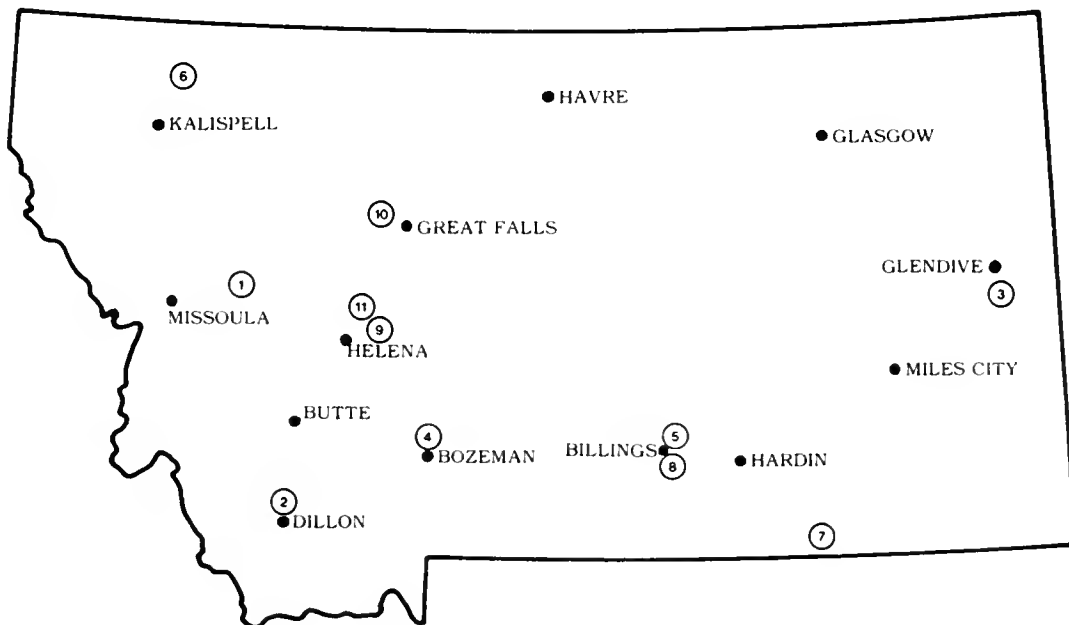 6
HAVRE
KALISPELL
GLASGOW
10
GREAT FALLS
GLENDIVE
1
3
MISSOULA
11
9
HELENA
MILES CITY
BUTTE
4
5
BOZEMAN
BILLINGS
8
HARDIN
2
DILLON
7